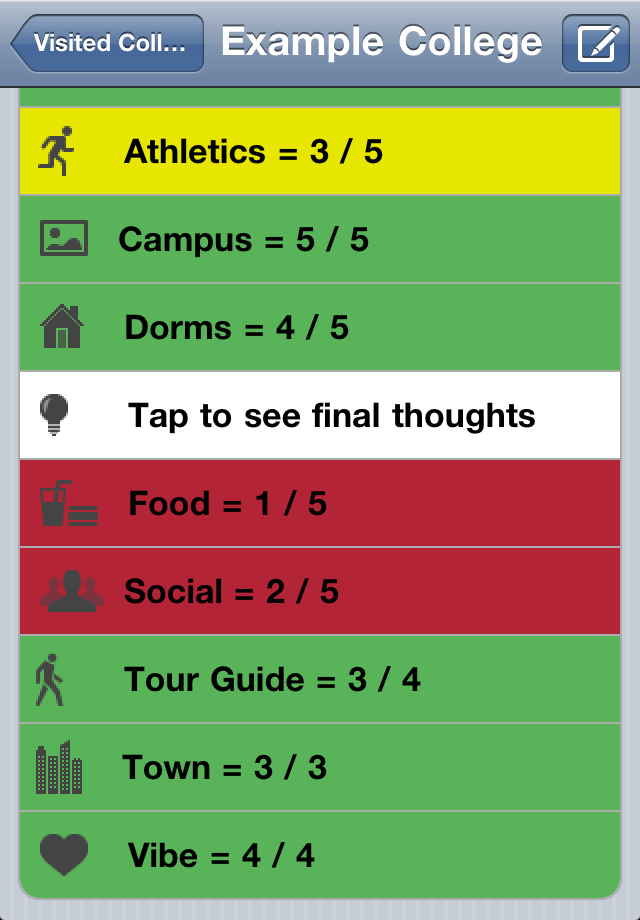 Visited Coll...
Example College
Athletics = 3 / 5
Campus = 5 / 5
Dorms = 4 / 5
Tap to see final thoughts
Food = 1 / 5
Social = 2 / 5
Tour Guide = 3 / 4
Town = 3 / 3
Vibe = 4 / 4